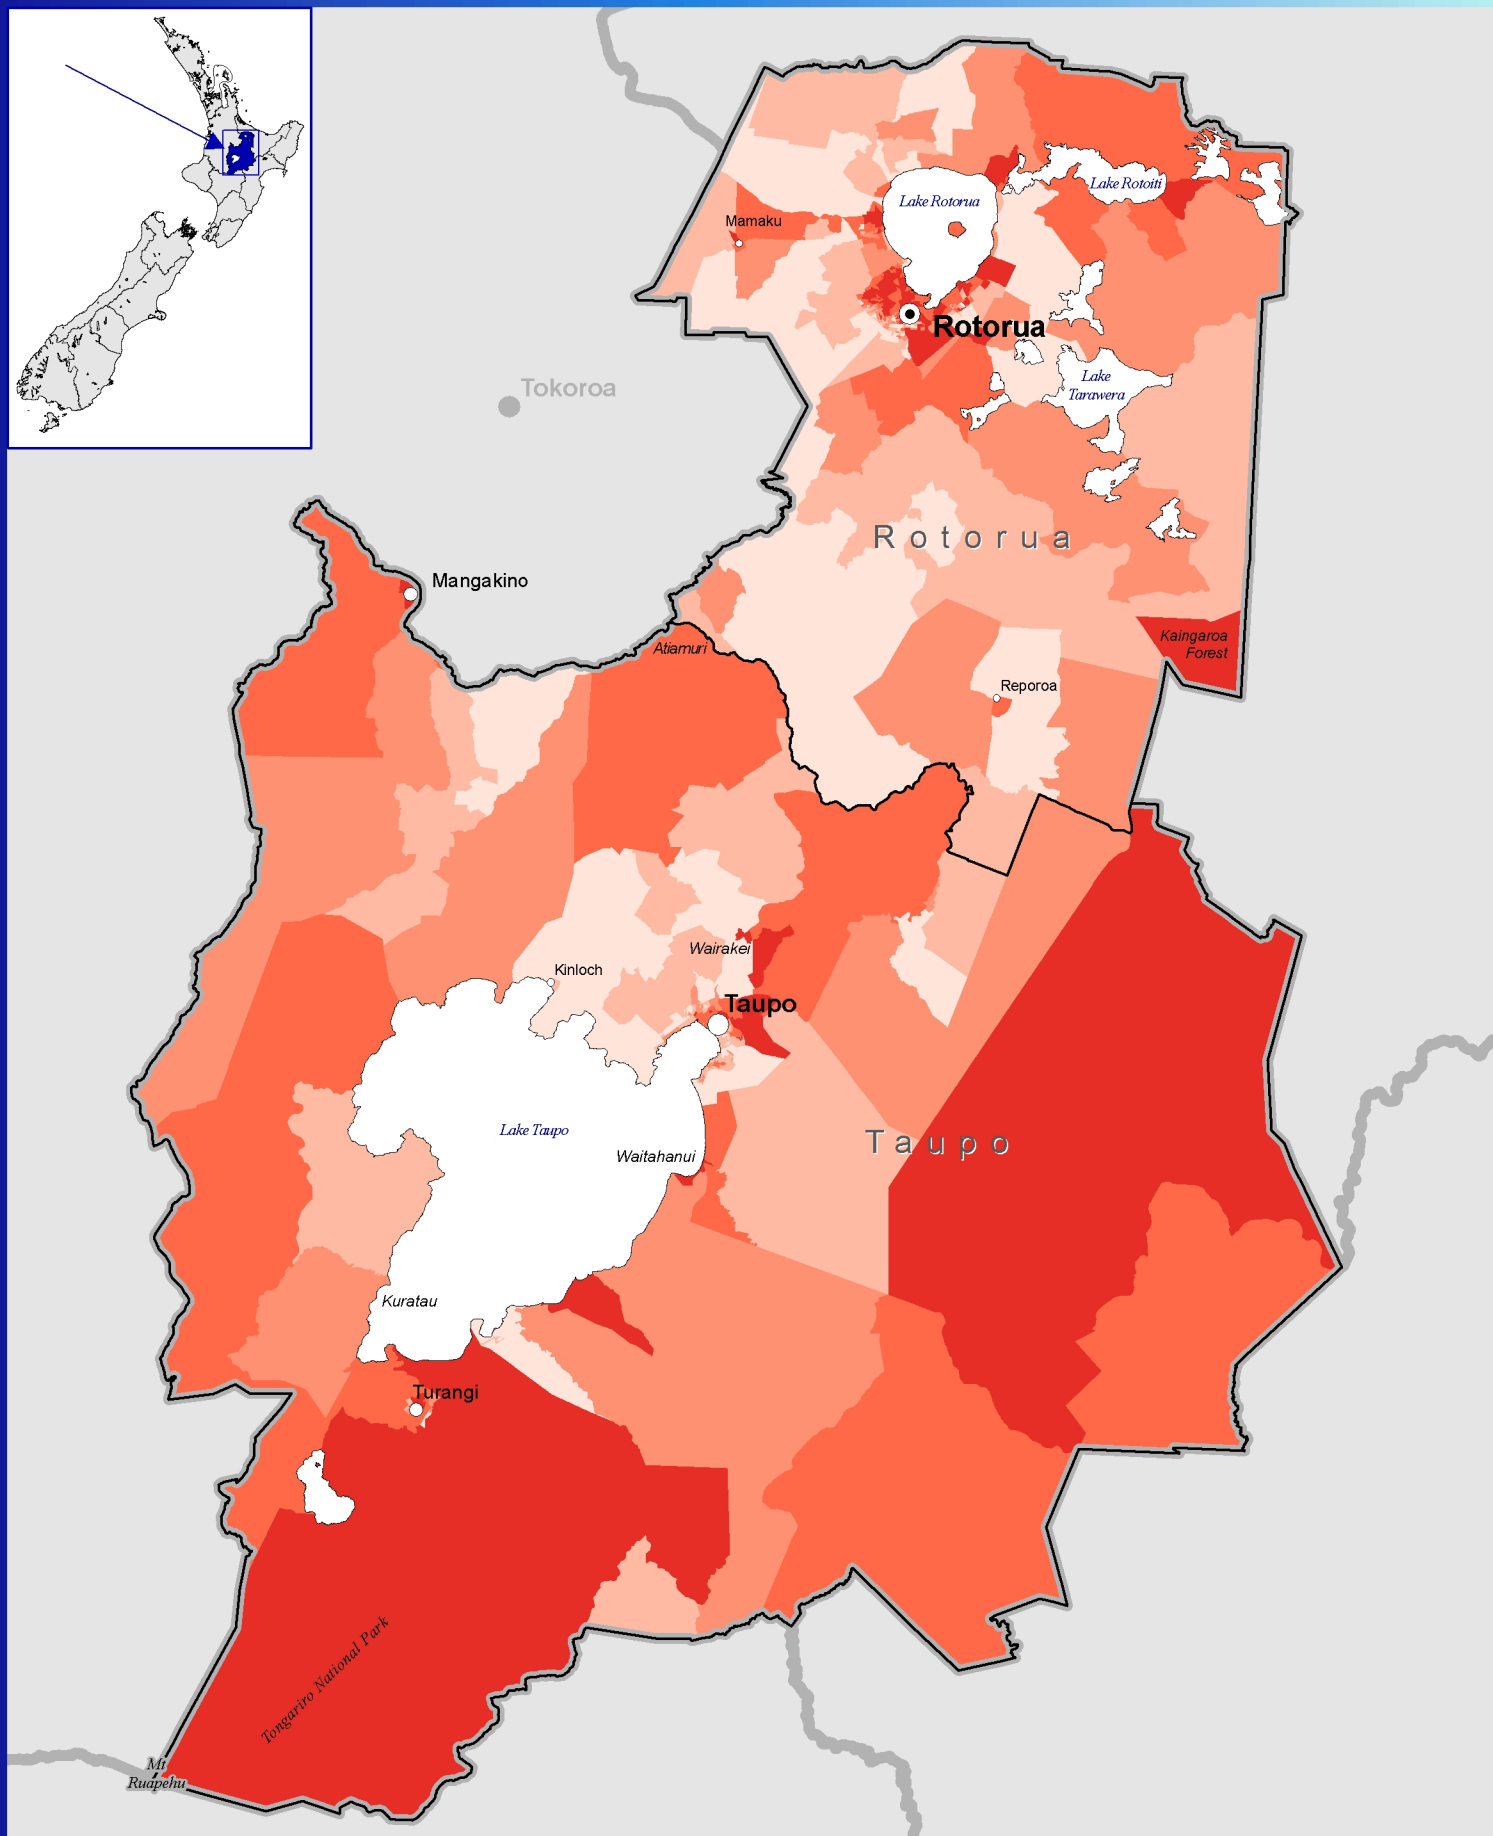 Lake Rotoiti
Lake Rotorua
Mamaku
Rotorua
Lake
Tarawera
Tokoroa
Rotorua
Mangakino
Kaingaroa
Forest
Atiamuri
Reporoa
Wairakei
Kinloch
Taupo
Lake Taupo
Taupo
Waitahanui
Kuratau
Turangi
Tongariro National Park
Mt
Ruapehu